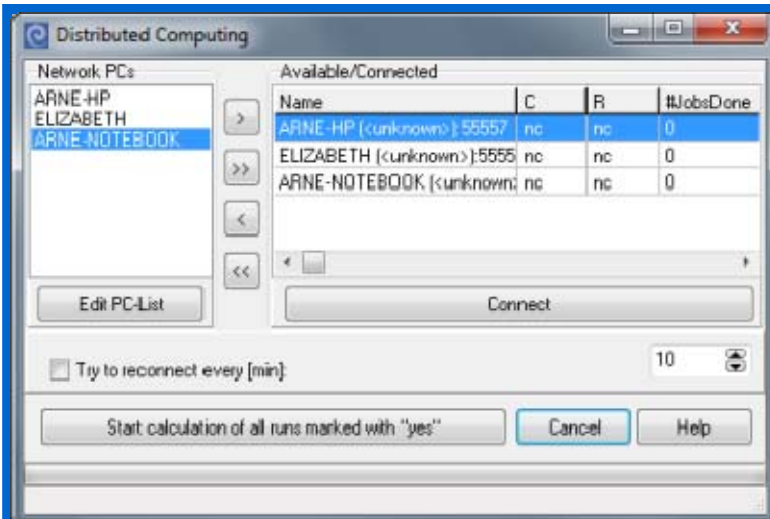 Distributed Computing
Network PCs
ARNE-HP
ELIZABETH
ARNE-NOTEBOOK
>
>>
<
<<
Edit PC-List
Available/Connected
Name C R #JobsDone
ARNE-HP (<unknown>): 55557 nc nc 0
ELIZABETH (<unknown>):5555 nc nc 0
ARNE-NOTEBOOK (<unknown: nc nc 0
Connect
Try to reconnect every [min]: 10
Start calculation of all runs marked with "yes" Cancel Help